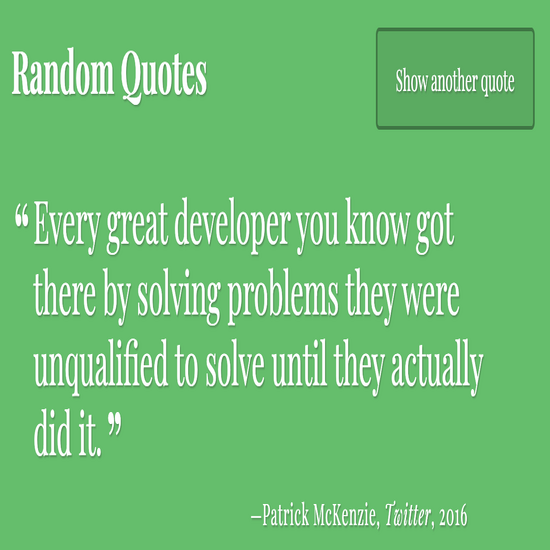 Random Quotes
Show another quote
“Every great developer you know got
there by solving problems they were
unqualified to solve until they actually
did it.”
–Patrick McKenzie, Twitter, 2016